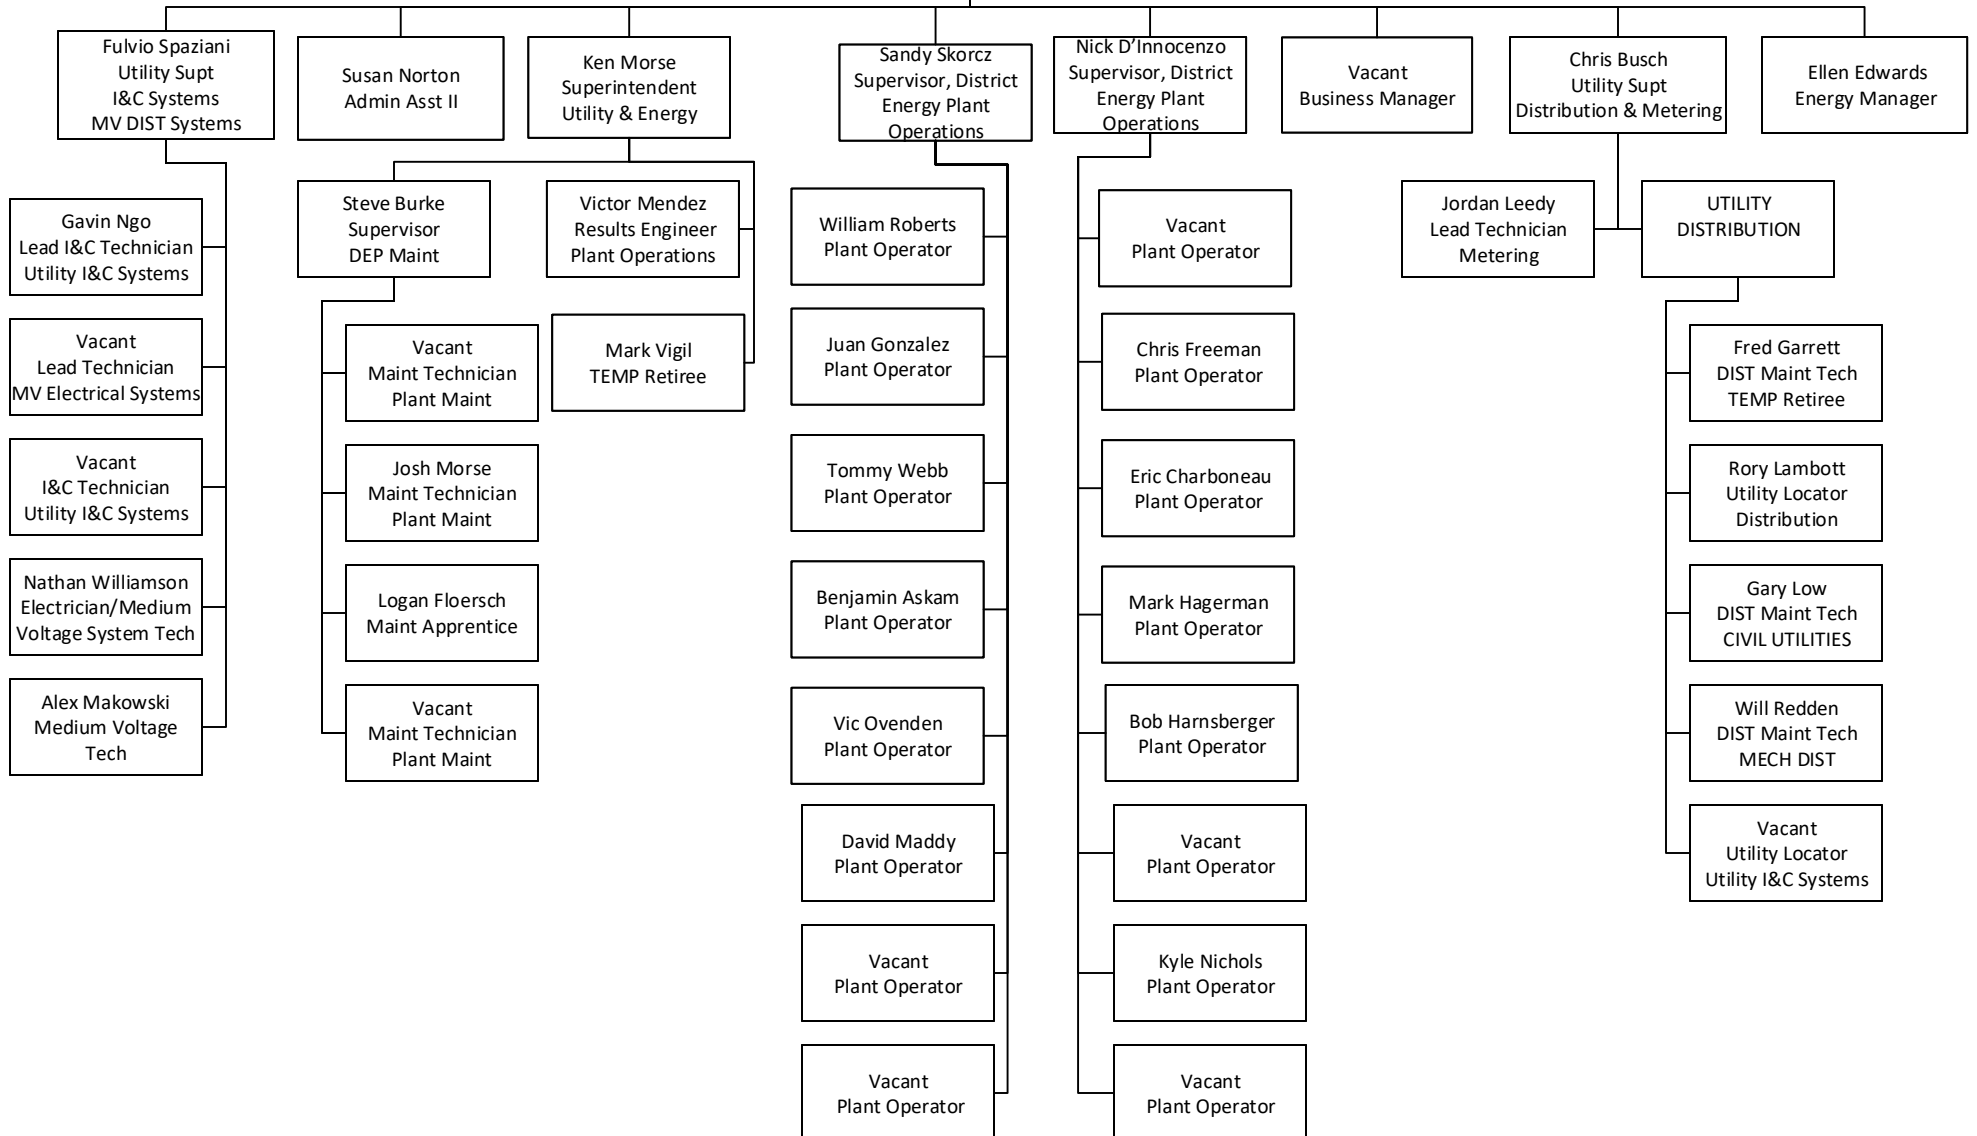 Fulvio Spaziani
Utility Supt
I&C Systems
MV DIST Systems
Susan Norton
Admin Asst II
Ken Morse
Superintendent
Utility & Energy
Sandy Skorcz
Supervisor, District
Energy Plant
Operations
Nick D’Innocenzo
Supervisor, District
Energy Plant
Operations
Vacant
Business Manager
Chris Busch
Utility Supt
Distribution & Metering
Ellen Edwards
Energy Manager
Gavin Ngo
Lead I&C Technician
Utility I&C Systems
Vacant
Lead Technician
MV Electrical Systems
Vacant
I&C Technician
Utility I&C Systems
Nathan Williamson
Electrician/Medium
Voltage System Tech
Alex Makowski
Medium Voltage
Tech
Steve Burke
Supervisor
DEP Maint
Vacant
Maint Technician
Plant Maint
Josh Morse
Maint Technician
Plant Maint
Logan Floersch
Maint Apprentice
Vacant
Maint Technician
Plant Maint
Victor Mendez
Results Engineer
Plant Operations
Mark Vigil
TEMP Retiree
William Roberts
Plant Operator
Juan Gonzalez
Plant Operator
Tommy Webb
Plant Operator
Benjamin Askam
Plant Operator
Vic Ovenden
Plant Operator
David Maddy
Plant Operator
Vacant
Plant Operator
Vacant
Plant Operator
Vacant
Plant Operator
Chris Freeman
Plant Operator
Eric Charboneau
Plant Operator
Mark Hagerman
Plant Operator
Bob Harnsberger
Plant Operator
Vacant
Plant Operator
Kyle Nichols
Plant Operator
Vacant
Plant Operator
Jordan Leedy
Lead Technician
Metering
UTILITY
DISTRIBUTION
Fred Garrett
DIST Maint Tech
TEMP Retiree
Rory Lambott
Utility Locator
Distribution
Gary Low
DIST Maint Tech
CIVIL UTILITIES
Will Redden
DIST Maint Tech
MECH DIST
Vacant
Utility Locator
Utility I&C Systems